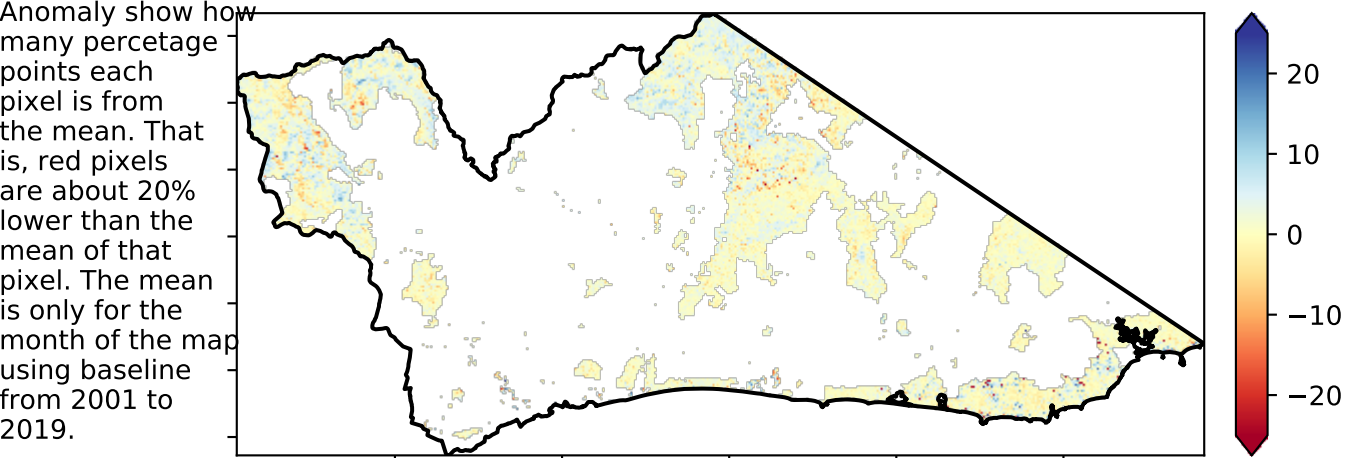 Anomaly show how
many percetage
points each
pixel is from
the mean. That
is, red pixels
are about 20%
lower than the
mean of that
pixel. The mean
is only for the
month of the map
using baseline
from 2001 to
2019.
20
10
0
−10
−20